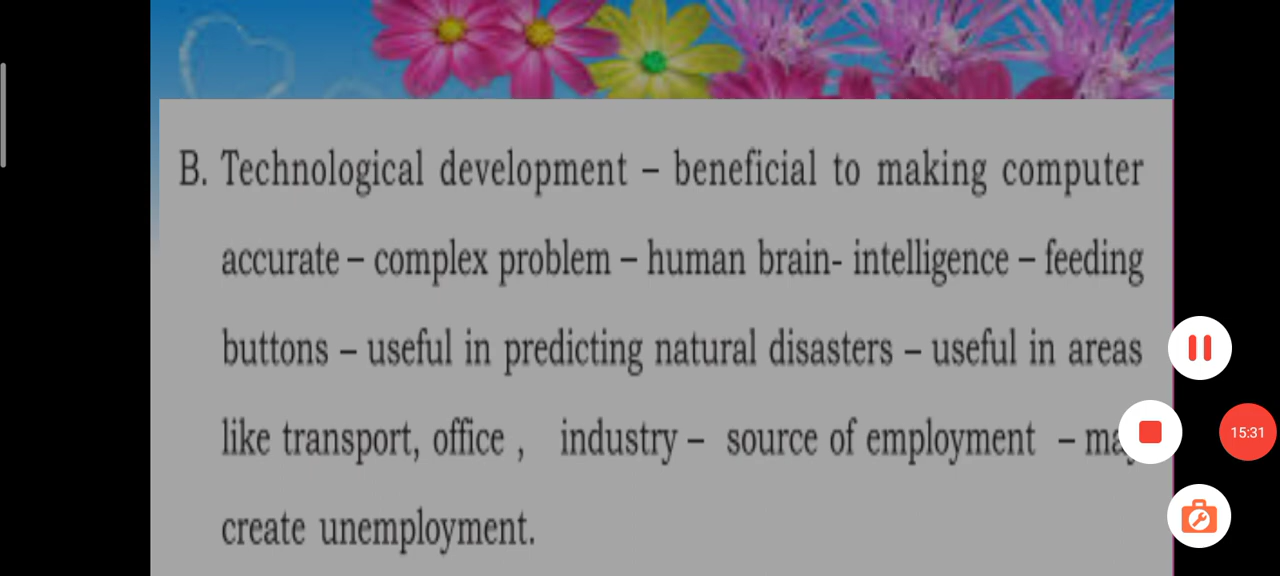 B. Technological development – beneficial to making computer
accurate – complex problem – human brain- intelligence – feeding
buttons – useful in predicting natural disasters – useful in areas
like transport, office , industry – source of employment – may
create unemployment.
15:31